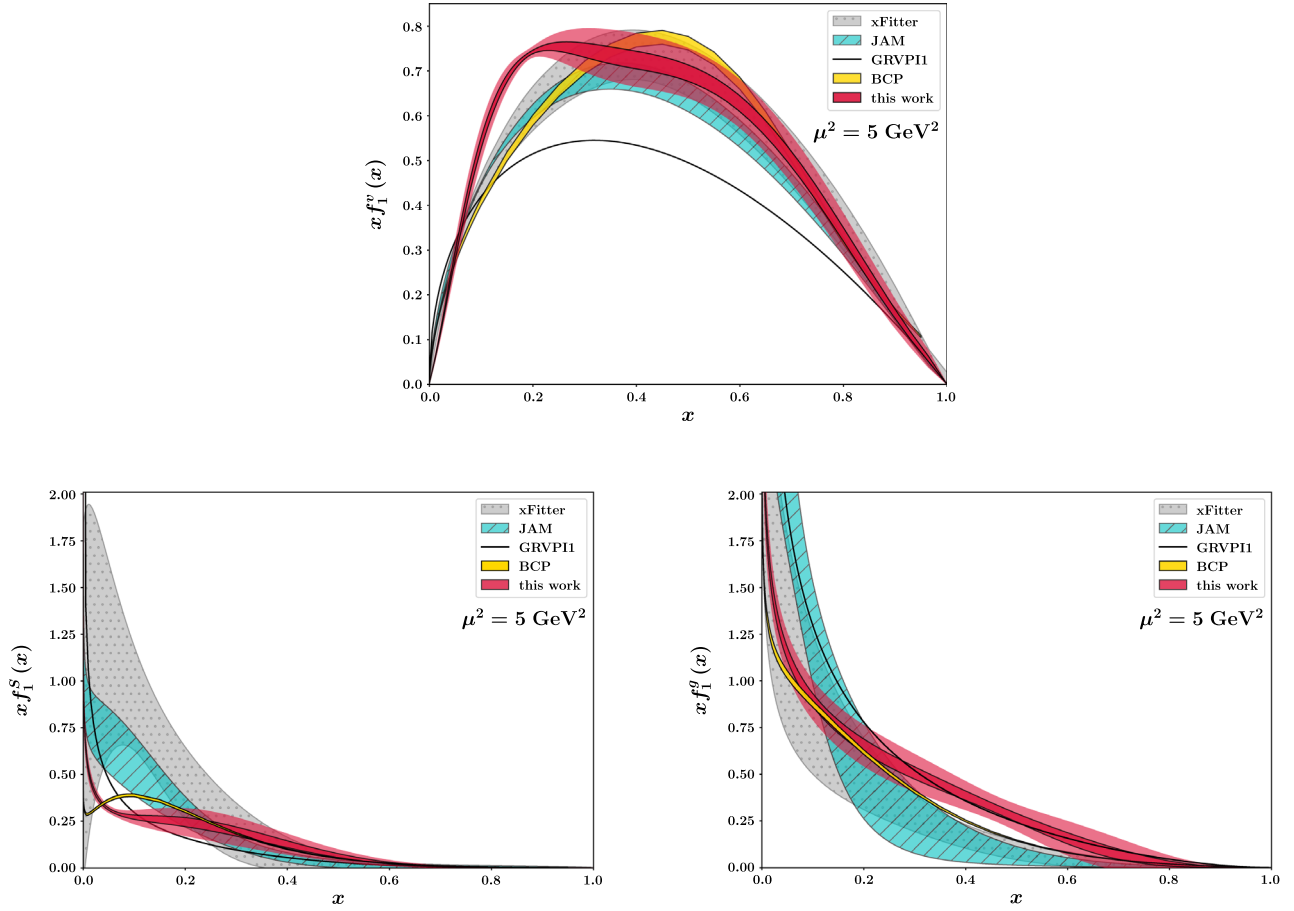 0.8
0.7
0.6
0.5
0.4
0.3
0.2
0.1
0.0
x f_1^v(x)
0.0 0.2 0.4 0.6 0.8 1.0
x
xFitter
JAM
GRVPI1
BCP
this work
μ² = 5 GeV²
2.00
1.75
1.50
1.25
1.00
0.75
0.50
0.25
0.00
x f_1^S(x)
0.0 0.2 0.4 0.6 0.8 1.0
x
xFitter
JAM
GRVPI1
BCP
this work
μ² = 5 GeV²
2.00
1.75
1.50
1.25
1.00
0.75
0.50
0.25
0.00
x f_1^g(x)
0.0 0.2 0.4 0.6 0.8 1.0
x
xFitter
JAM
GRVPI1
BCP
this work
μ² = 5 GeV²